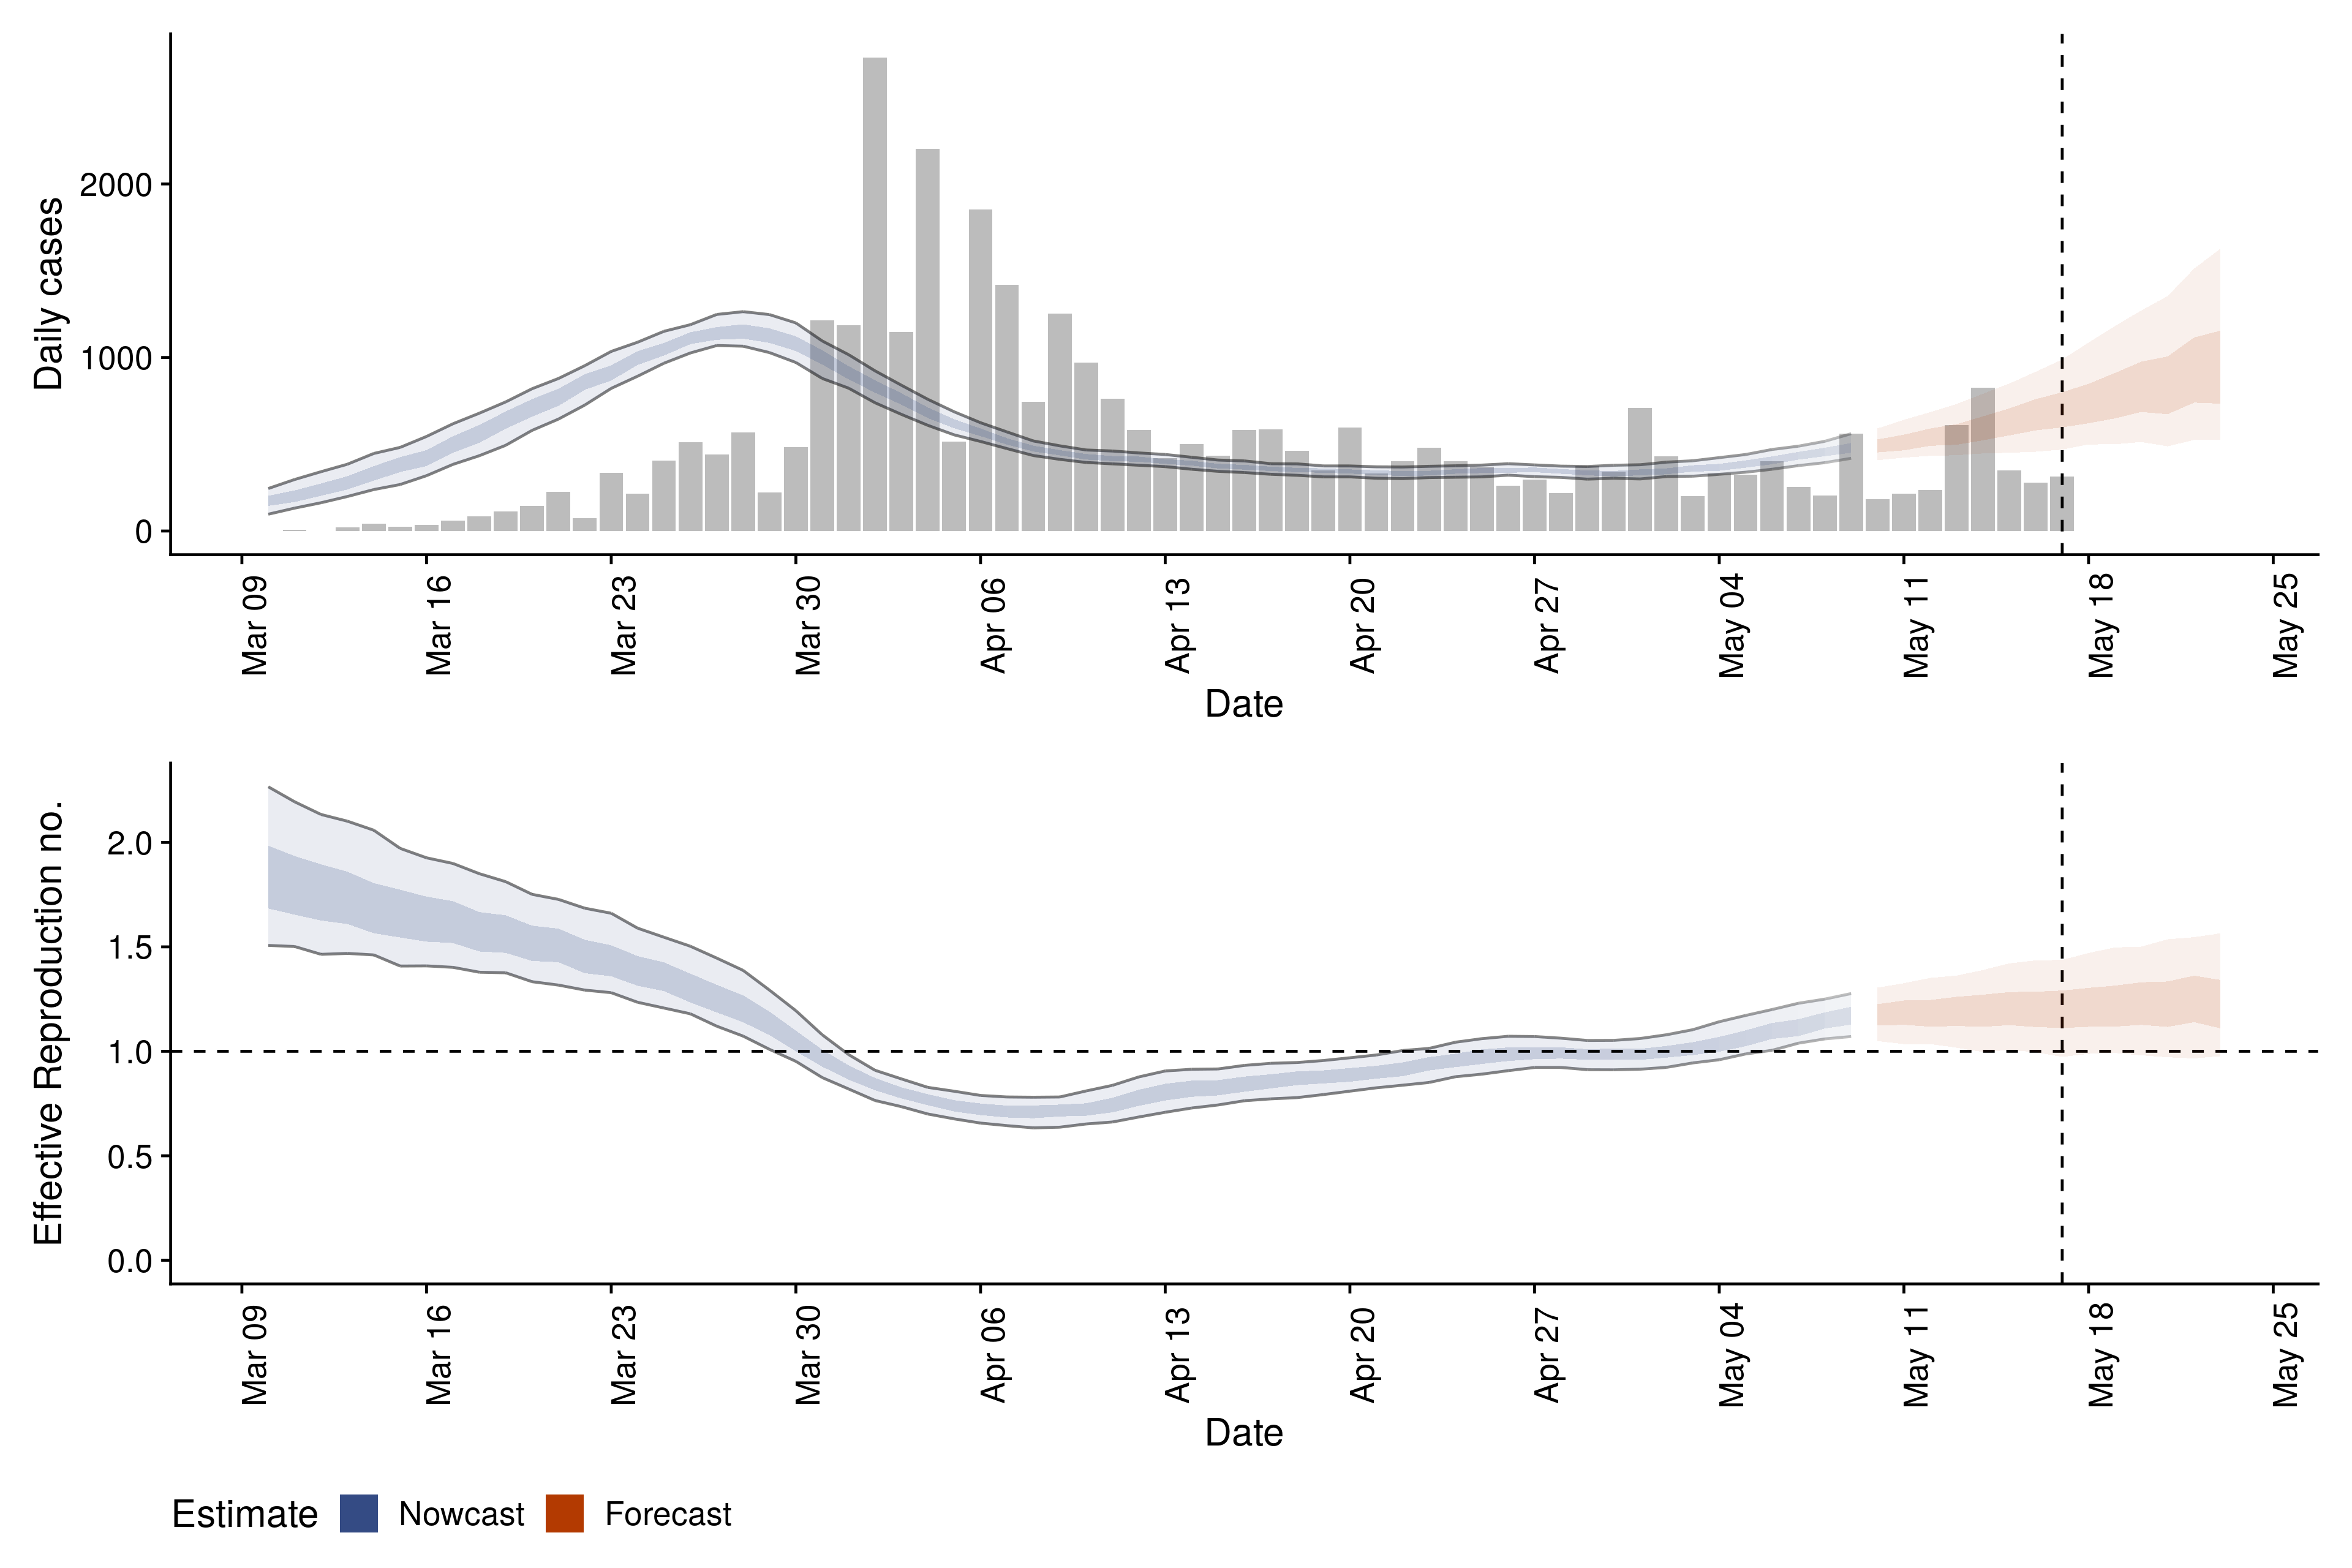 Daily cases
2000
1000
0
Mar 09
Mar 16
Mar 23
Mar 30
Apr 06
Apr 13
Apr 20
Apr 27
May 04
May 11
May 18
May 25
Date
Effective Reproduction no.
2.0
1.5
1.0
0.5
0.0
Mar 09
Mar 16
Mar 23
Mar 30
Apr 06
Apr 13
Apr 20
Apr 27
May 04
May 11
May 18
May 25
Date
Estimate Nowcast Forecast